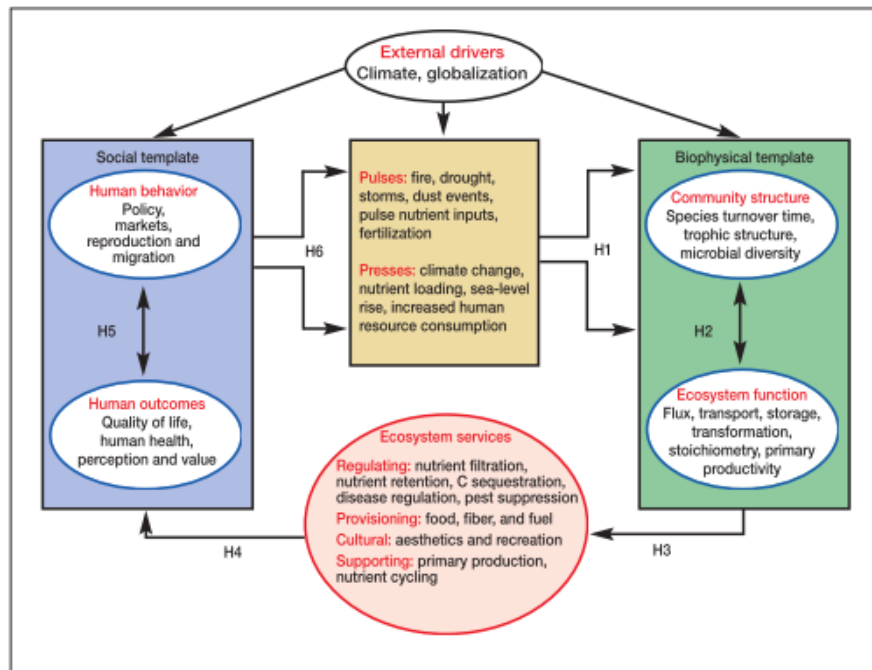 External drivers
Climate, globalization
Social template
Human behavior
Policy,
markets,
reproduction and
migration
H5
Human outcomes
Quality of life,
human health,
perception and value
H6
Pulses: fire, drought,
storms, dust events,
pulse nutrient inputs,
fertilization
Presses: climate change,
nutrient loading, sea-level
rise, increased human
resource consumption
H1
Biophysical template
Community structure
Species turnover time,
trophic structure,
microbial diversity
H2
Ecosystem function
Flux, transport, storage,
transformation,
stoichiometry, primary
productivity
Ecosystem services
Regulating: nutrient filtration,
nutrient retention, C sequestration,
disease regulation, pest suppression
Provisioning: food, fiber, and fuel
Cultural: aesthetics and recreation
Supporting: primary production,
nutrient cycling
H4
H3